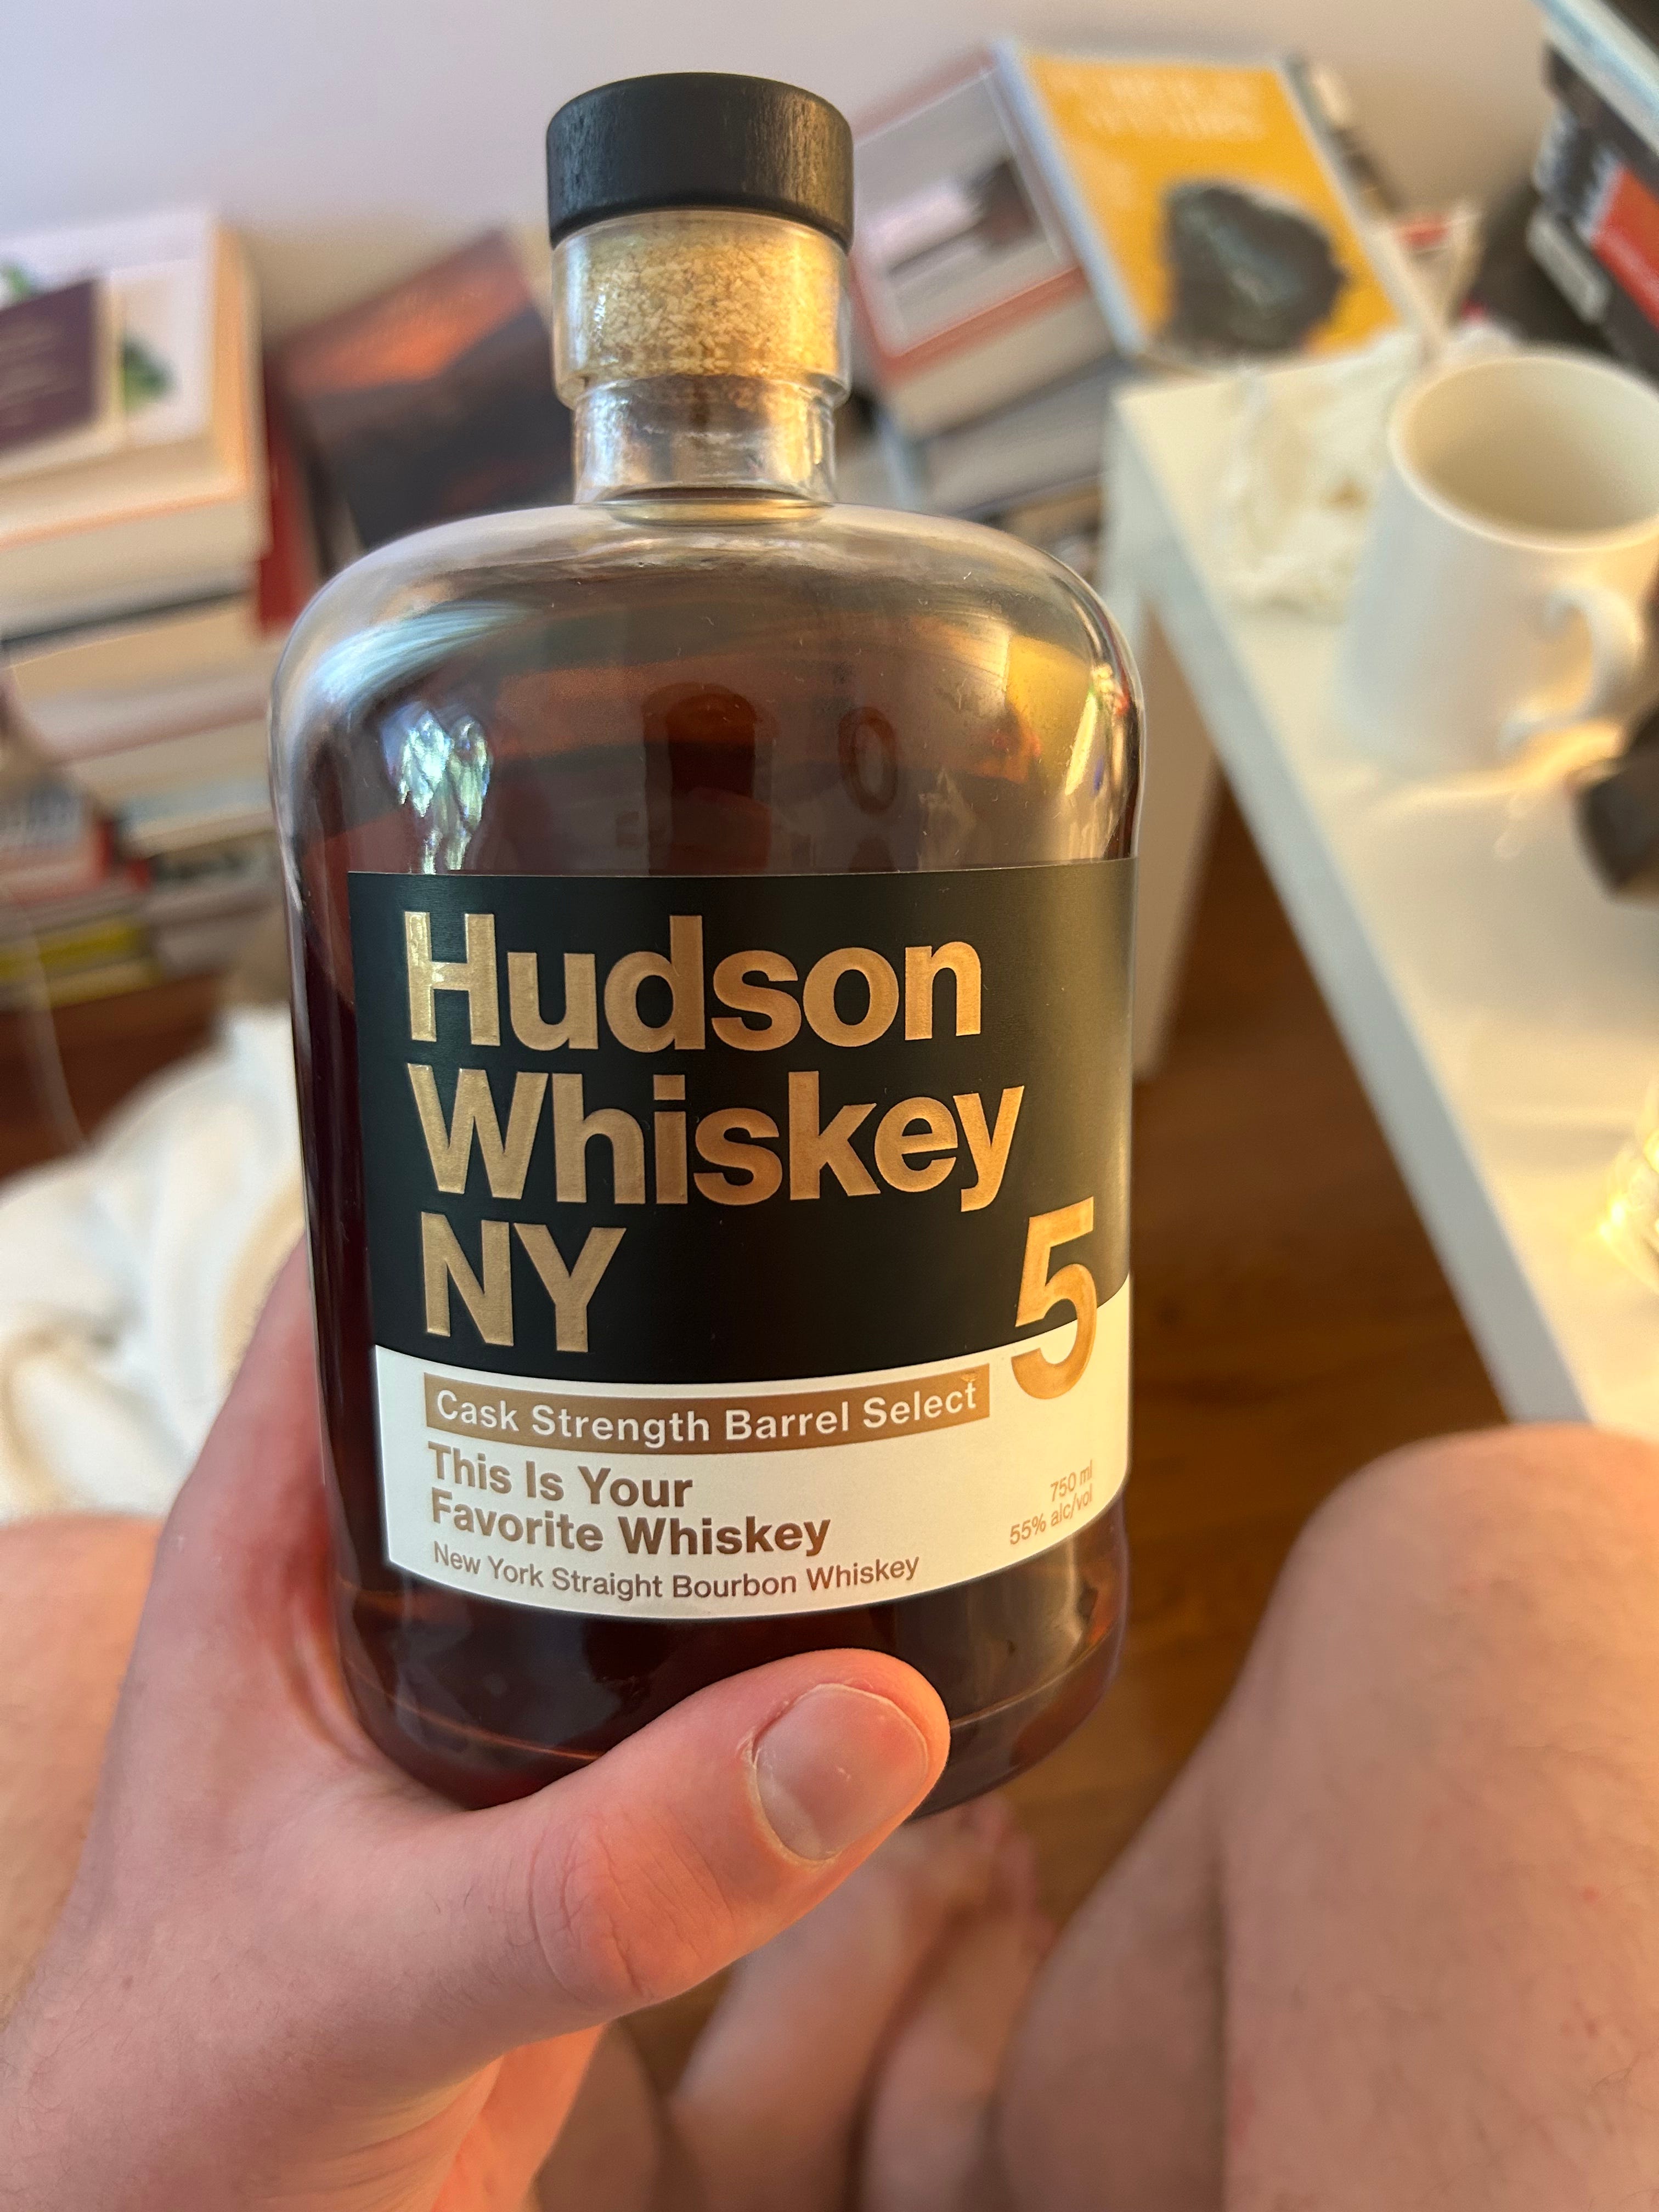 Hudson
Whiskey
NY
5
Cask Strength Barrel Select
This Is Your
Favorite Whiskey
New York Straight Bourbon Whiskey
750 ml
55% alc/vol